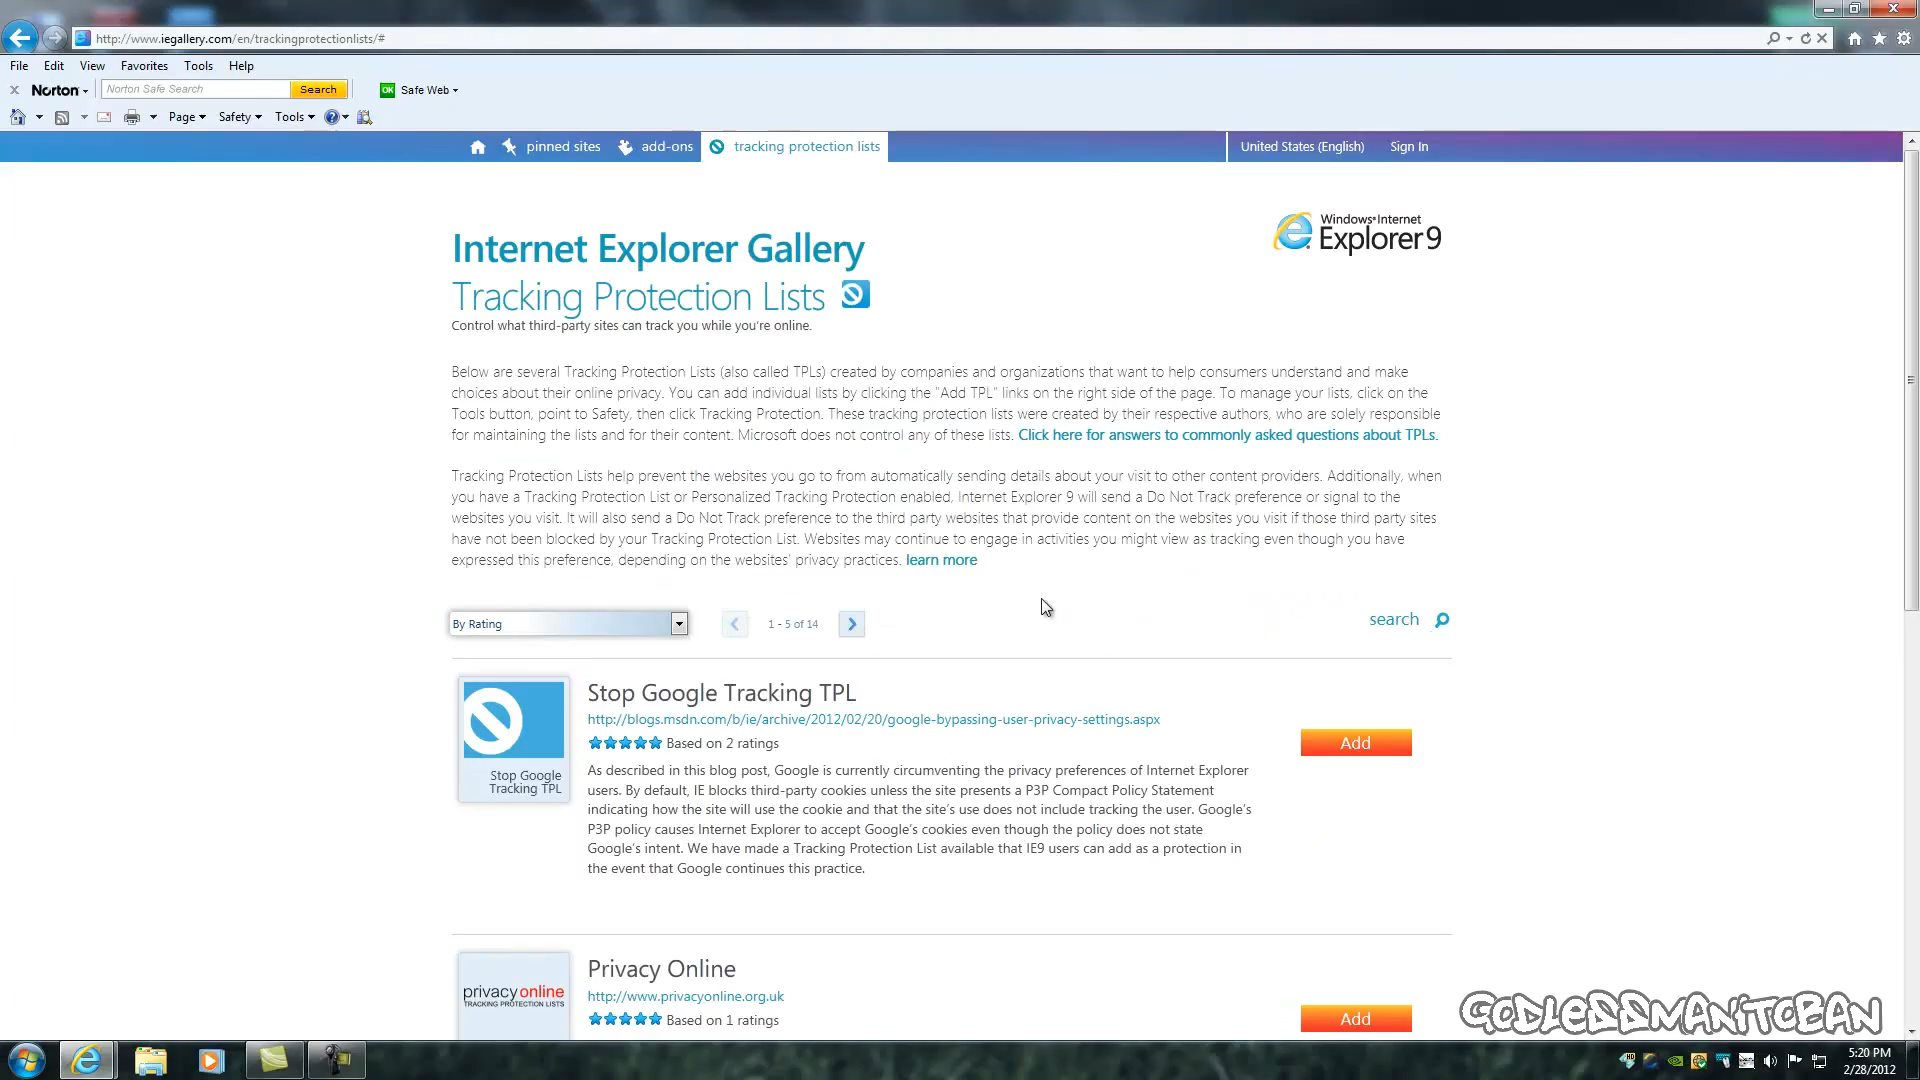 http://www.iegallery.com/en/trackingprotectionlists/#
File Edit View Favorites Tools Help
Norton Norton Safe Search Search OK Safe Web
Page Safety Tools
pinned sites add-ons tracking protection lists United States (English) Sign In
Windows Internet
Explorer 9
Internet Explorer Gallery
Tracking Protection Lists
Control what third-party sites can track you while you're online.
Below are several Tracking Protection Lists (also called TPLs) created by companies and organizations that want to help consumers understand and make
choices about their online privacy. You can add individual lists by clicking the "Add TPL" links on the right side of the page. To manage your lists, click on the
Tools button, point to Safety, then click Tracking Protection. These tracking protection lists were created by their respective authors, who are solely responsible
for maintaining the lists and for their content. Microsoft does not control any of these lists. Click here for answers to commonly asked questions about TPLs.
Tracking Protection Lists help prevent the websites you go to from automatically sending details about your visit to other content providers. Additionally, when
you have a Tracking Protection List or Personalized Tracking Protection enabled, Internet Explorer 9 will send a Do Not Track preference or signal to the
websites you visit. It will also send a Do Not Track preference to the third party websites that provide content on the websites you visit if those third party sites
have not been blocked by your Tracking Protection List. Websites may continue to engage in activities you might view as tracking even though you have
expressed this preference, depending on the websites' privacy practices. learn more
By Rating 1 - 5 of 14 search
Stop Google Tracking TPL
http://blogs.msdn.com/b/ie/archive/2012/02/20/google-bypassing-user-privacy-settings.aspx
Based on 2 ratings
Add
Stop Google
Tracking TPL
As described in this blog post, Google is currently circumventing the privacy preferences of Internet Explorer
users. By default, IE blocks third-party cookies unless the site presents a P3P Compact Policy Statement
indicating how the site will use the cookie and that the site's use does not include tracking the user. Google's
P3P policy causes Internet Explorer to accept Google's cookies even though the policy does not state
Google's intent. We have made a Tracking Protection List available that IE9 users can add as a protection in
the event that Google continues this practice.
privacy online
TRACKING PROTECTION LISTS
Privacy Online
http://www.privacyonline.org.uk
Based on 1 ratings
Add
GODLESSMANITOBAN
5:20 PM
2/28/2012